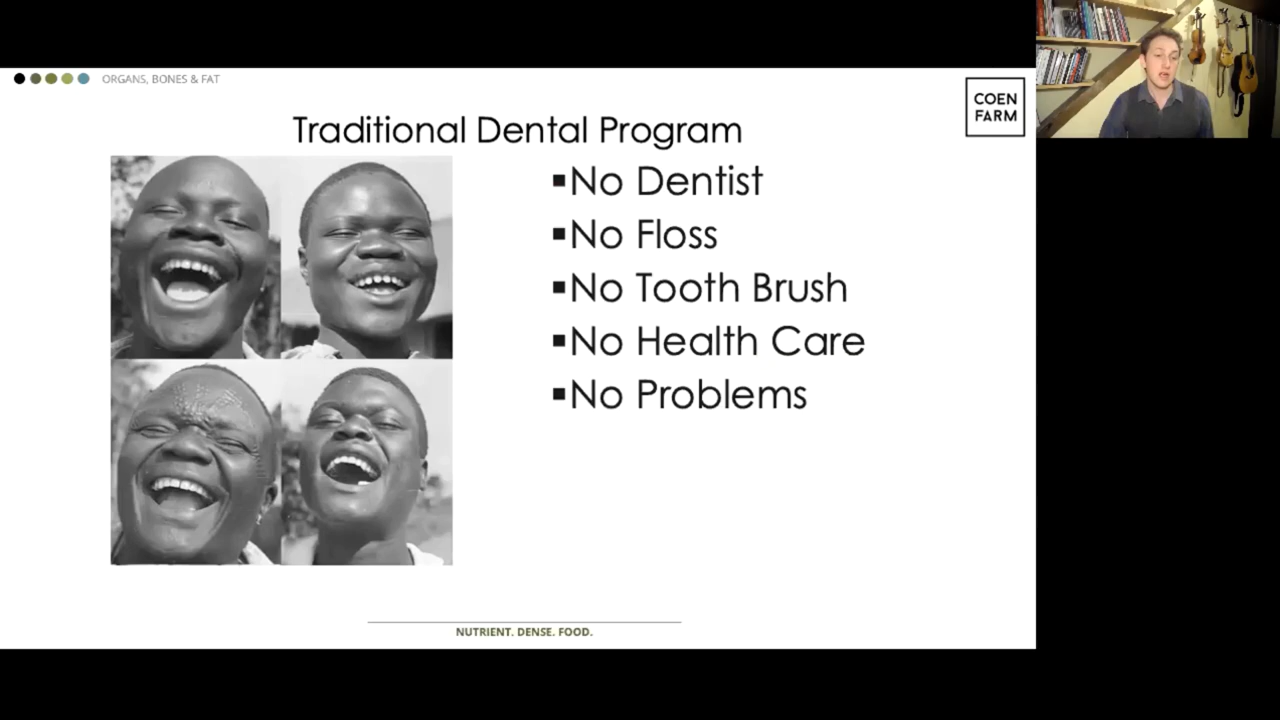 ORGANS, BONES & FAT
COEN
FARM
Traditional Dental Program
▪No Dentist
▪No Floss
▪No Tooth Brush
▪No Health Care
▪No Problems
NUTRIENT. DENSE. FOOD.